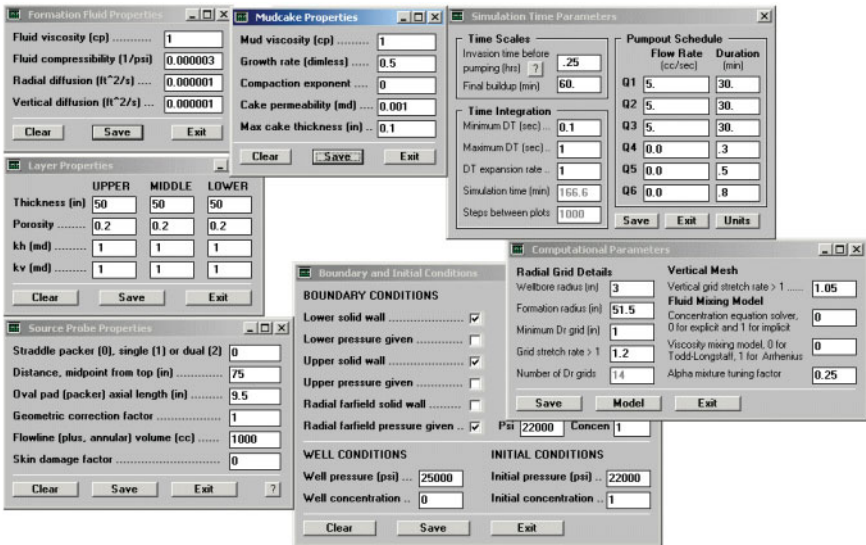 Formation Fluid Properties
Fluid viscosity (cp) ........... 1
Fluid compressibility (1/psi) 0.000003
Radial diffusion (ft^2/s) .... 0.000001
Vertical diffusion (ft^2/s) ... 0.000001
Clear Save Exit
Mudcake Properties
Mud viscosity (cp) ......... 1
Growth rate (dimless) .... 0.5
Compaction exponent .... 0
Cake permeability (md) .. 0.001
Max cake thickness (in) .. 0.1
Clear Save Exit
Simulation Time Parameters
Time Scales
Invasion time before
pumping (hrs) ? .25
Final buildup (min) 60.
Time Integration
Minimum DT (sec) ... 0.1
Maximum DT (sec) .. 1
DT expansion rate .. 1
Simulation time (min) 166.6
Steps between plots 1000
Pumpout Schedule
Flow Rate Duration
(cc/sec) (min)
Q1 5. 30.
Q2 5. 30.
Q3 5. 30.
Q4 0.0 .3
Q5 0.0 .5
Q6 0.0 .8
Save Exit Units
Layer Properties
UPPER MIDDLE LOWER
Thickness (in) 50 50 50
Porosity ......... 0.2 0.2 0.2
kh (md) ......... 1 1 1
kv (md) ......... 1 1 1
Clear Save Exit
Source Probe Properties
Straddle packer (0), single (1) or dual (2) 0
Distance, midpoint from top (in) ......... 75
Oval pad (packer) axial length (in) ....... 9.5
Geometric correction factor ............... 1
Flowline (plus, annular) volume (cc) ...... 1000
Skin damage factor .......................... 0
Clear Save Exit ?
Boundary and Initial Conditions
BOUNDARY CONDITIONS
Lower solid wall ....................
Lower pressure given ............
Upper solid wall ....................
Upper pressure given ............
Radial farfield solid wall .........
Radial farfield pressure given .. Psi 22000 Concen 1
WELL CONDITIONS
Well pressure (psi) .... 25000
Well concentration .. 0
INITIAL CONDITIONS
Initial pressure (psi) .. 22000
Initial concentration .. 1
Clear Save Exit
Computational Parameters
Radial Grid Details
Wellbore radius (in) 3
Formation radius (in) 51.5
Minimum Dr grid (in) 1
Grid stretch rate > 1 1.2
Number of Dr grids 14
Vertical Mesh
Vertical grid stretch rate > 1 ...... 1.05
Fluid Mixing Model
Concentration equation solver,
0 for explicit and 1 for implicit 0
Viscosity mixing model, 0 for
Todd-Longstaff, 1 for Arrhenius 0
Alpha mixture tuning factor 0.25
Save Model Exit